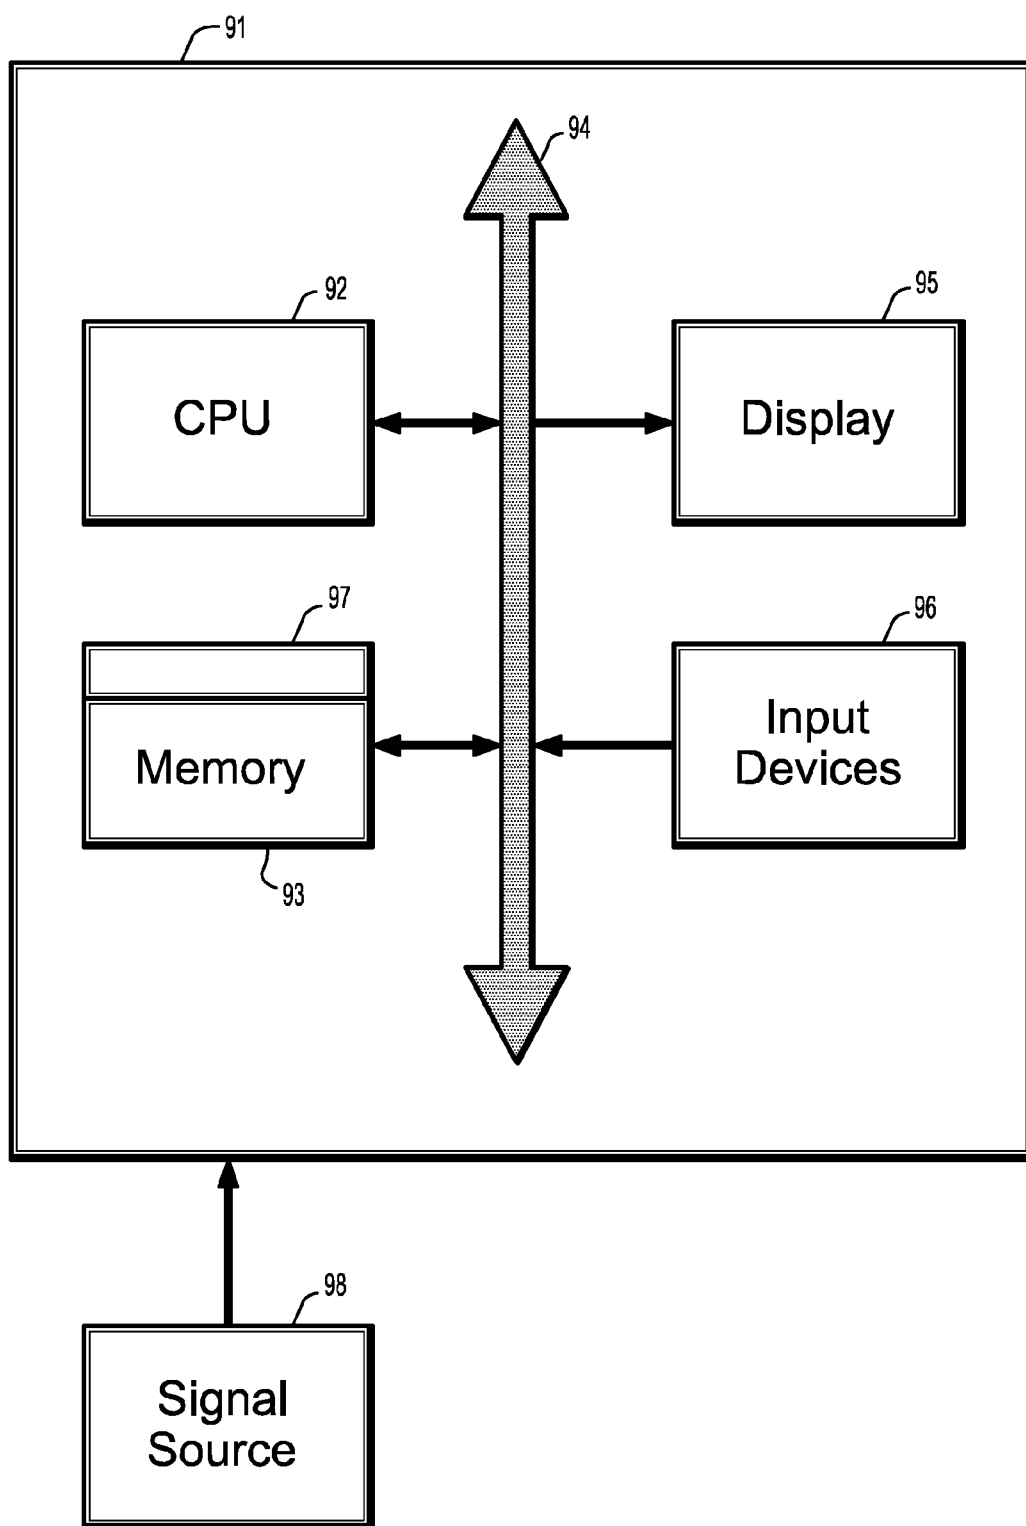 91
94
92
95
CPU
Display
97
96
Memory
Input
Devices
93
98
Signal
Source